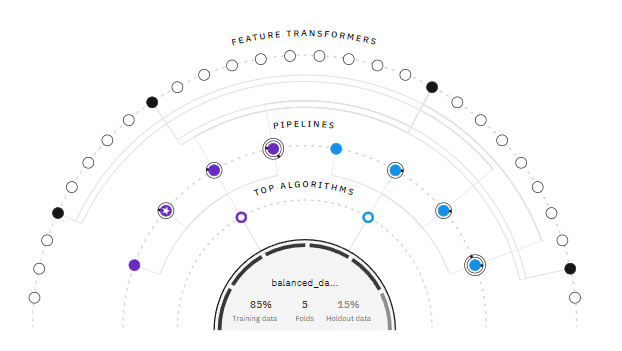 FEATURE TRANSFORMERS
PIPELINES
TOP ALGORITHMS
balanced_da...
85% 5 15%
Training data Folds Holdout data